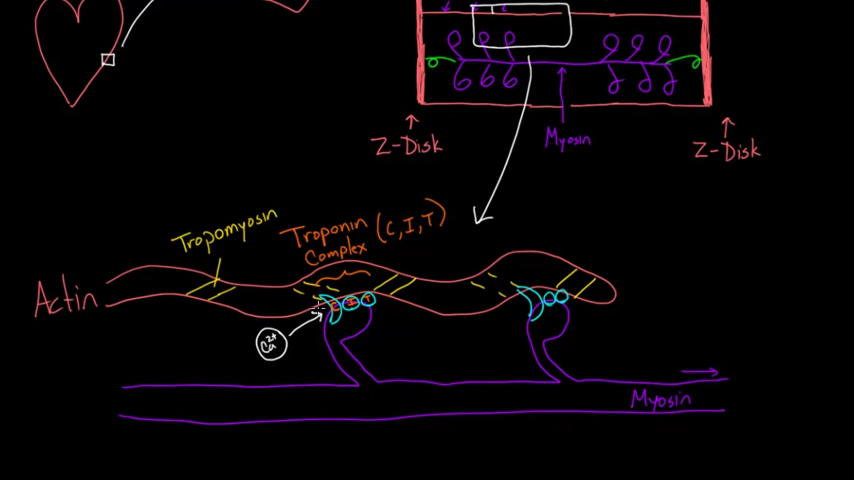 Z-Disk
Myosin
Z-Disk
Tropomyosin
Troponin (C, I, T)
Complex
Actin
C I T
Ca2+
Myosin